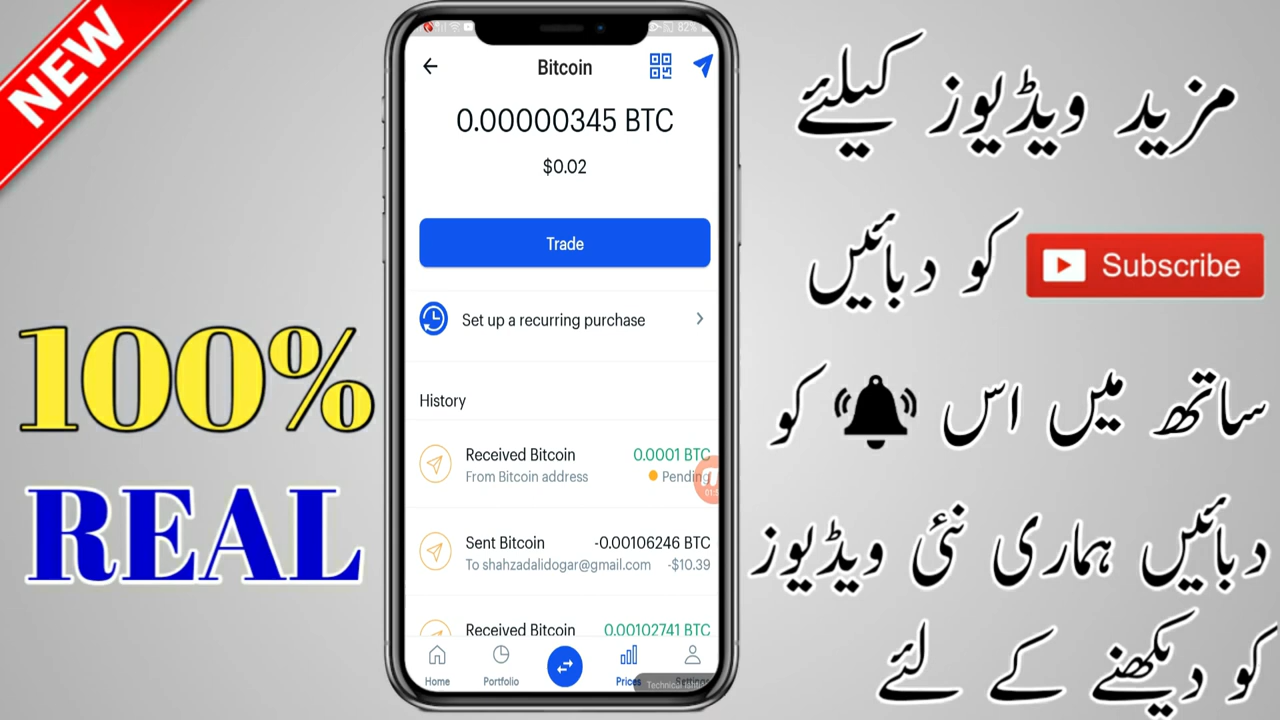 NEW
82%
Bitcoin
0.00000345 BTC
$0.02
Trade
Set up a recurring purchase
History
Received Bitcoin 0.0001 BTC
From Bitcoin address Pending
Sent Bitcoin -0.00106246 BTC
To shahzadalidogar@gmail.com -$10.39
Received Bitcoin 0.00102741 BTC
Home Portfolio Prices Settings
100%
REAL
مزید ویڈیوز کیلئے
Subscribe کو دبائیں
ساتھ میں اس کو
دبائیں ہماری نئی ویڈیوز
کو دیکھنے کے لئے